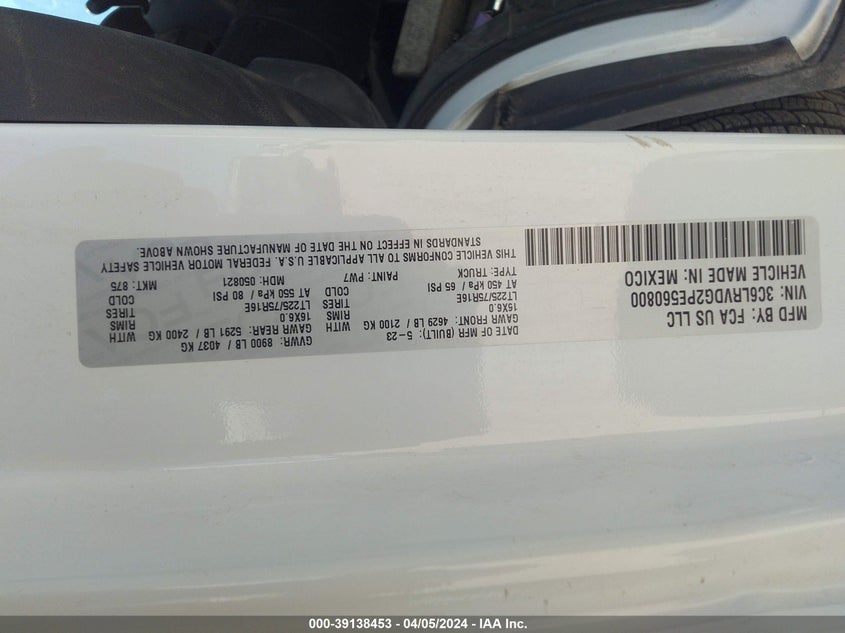 MFD BY: FCA US LLC
VIN: 3C6LRVDG2PE560800
VEHICLE MADE IN: MEXICO
DATE OF MFR (BUILT): 5-23 GVWR: 8900 LB / 4037 KG
GAWR FRONT: 4629 LB / 2100 KG WITH GAWR REAR: 5291 LB / 2400 KG WITH
16X6.0 RIMS 16X6.0 RIMS
LT225/75R16E TIRES LT225/75R16E TIRES
AT 450 kPa / 65 PSI COLD AT 550 kPa / 80 PSI COLD
TYPE: TRUCK PAINT: PW7 MDH: 050821 MKT: 875
THIS VEHICLE CONFORMS TO ALL APPLICABLE U.S.A. FEDERAL MOTOR VEHICLE SAFETY
STANDARDS IN EFFECT ON THE DATE OF MANUFACTURE SHOWN ABOVE.
000-39138453 - 04/05/2024 - IAA Inc.